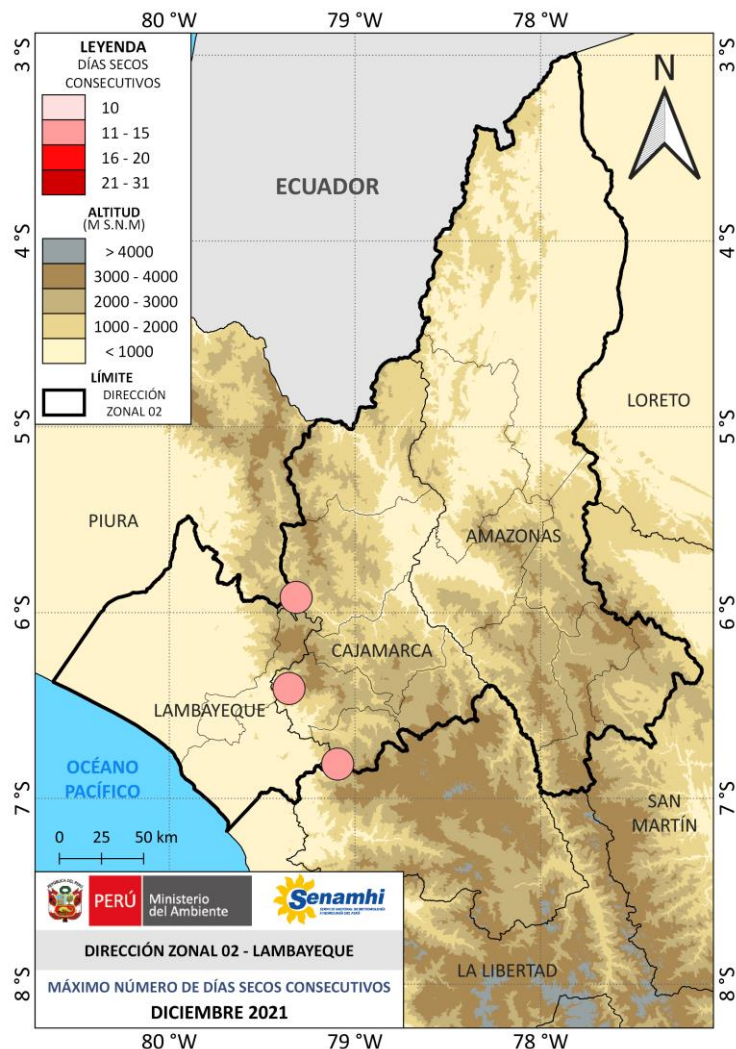 80 °W 79 °W 78 °W
LEYENDA
DÍAS SECOS
CONSECUTIVOS
10
11 - 15
16 - 20
21 - 31
ALTITUD
(M S.N.M)
> 4000
3000 - 4000
2000 - 3000
1000 - 2000
< 1000
LÍMITE
DIRECCIÓN
ZONAL 02
N
3°S
3°S
ECUADOR
4°S
4°S
LORETO
5°S
5°S
PIURA
AMAZONAS
6°S
6°S
CAJAMARCA
LAMBAYEQUE
OCÉANO
PACÍFICO
7°S
7°S
SAN
MARTÍN
0 25 50 km
PERÚ
Ministerio
del Ambiente
Senamhi
DIRECCIÓN ZONAL 02 - LAMBAYEQUE
LA LIBERTAD
MÁXIMO NÚMERO DE DÍAS SECOS CONSECUTIVOS
8°S
8°S
DICIEMBRE 2021
80 °W 79 °W 78 °W